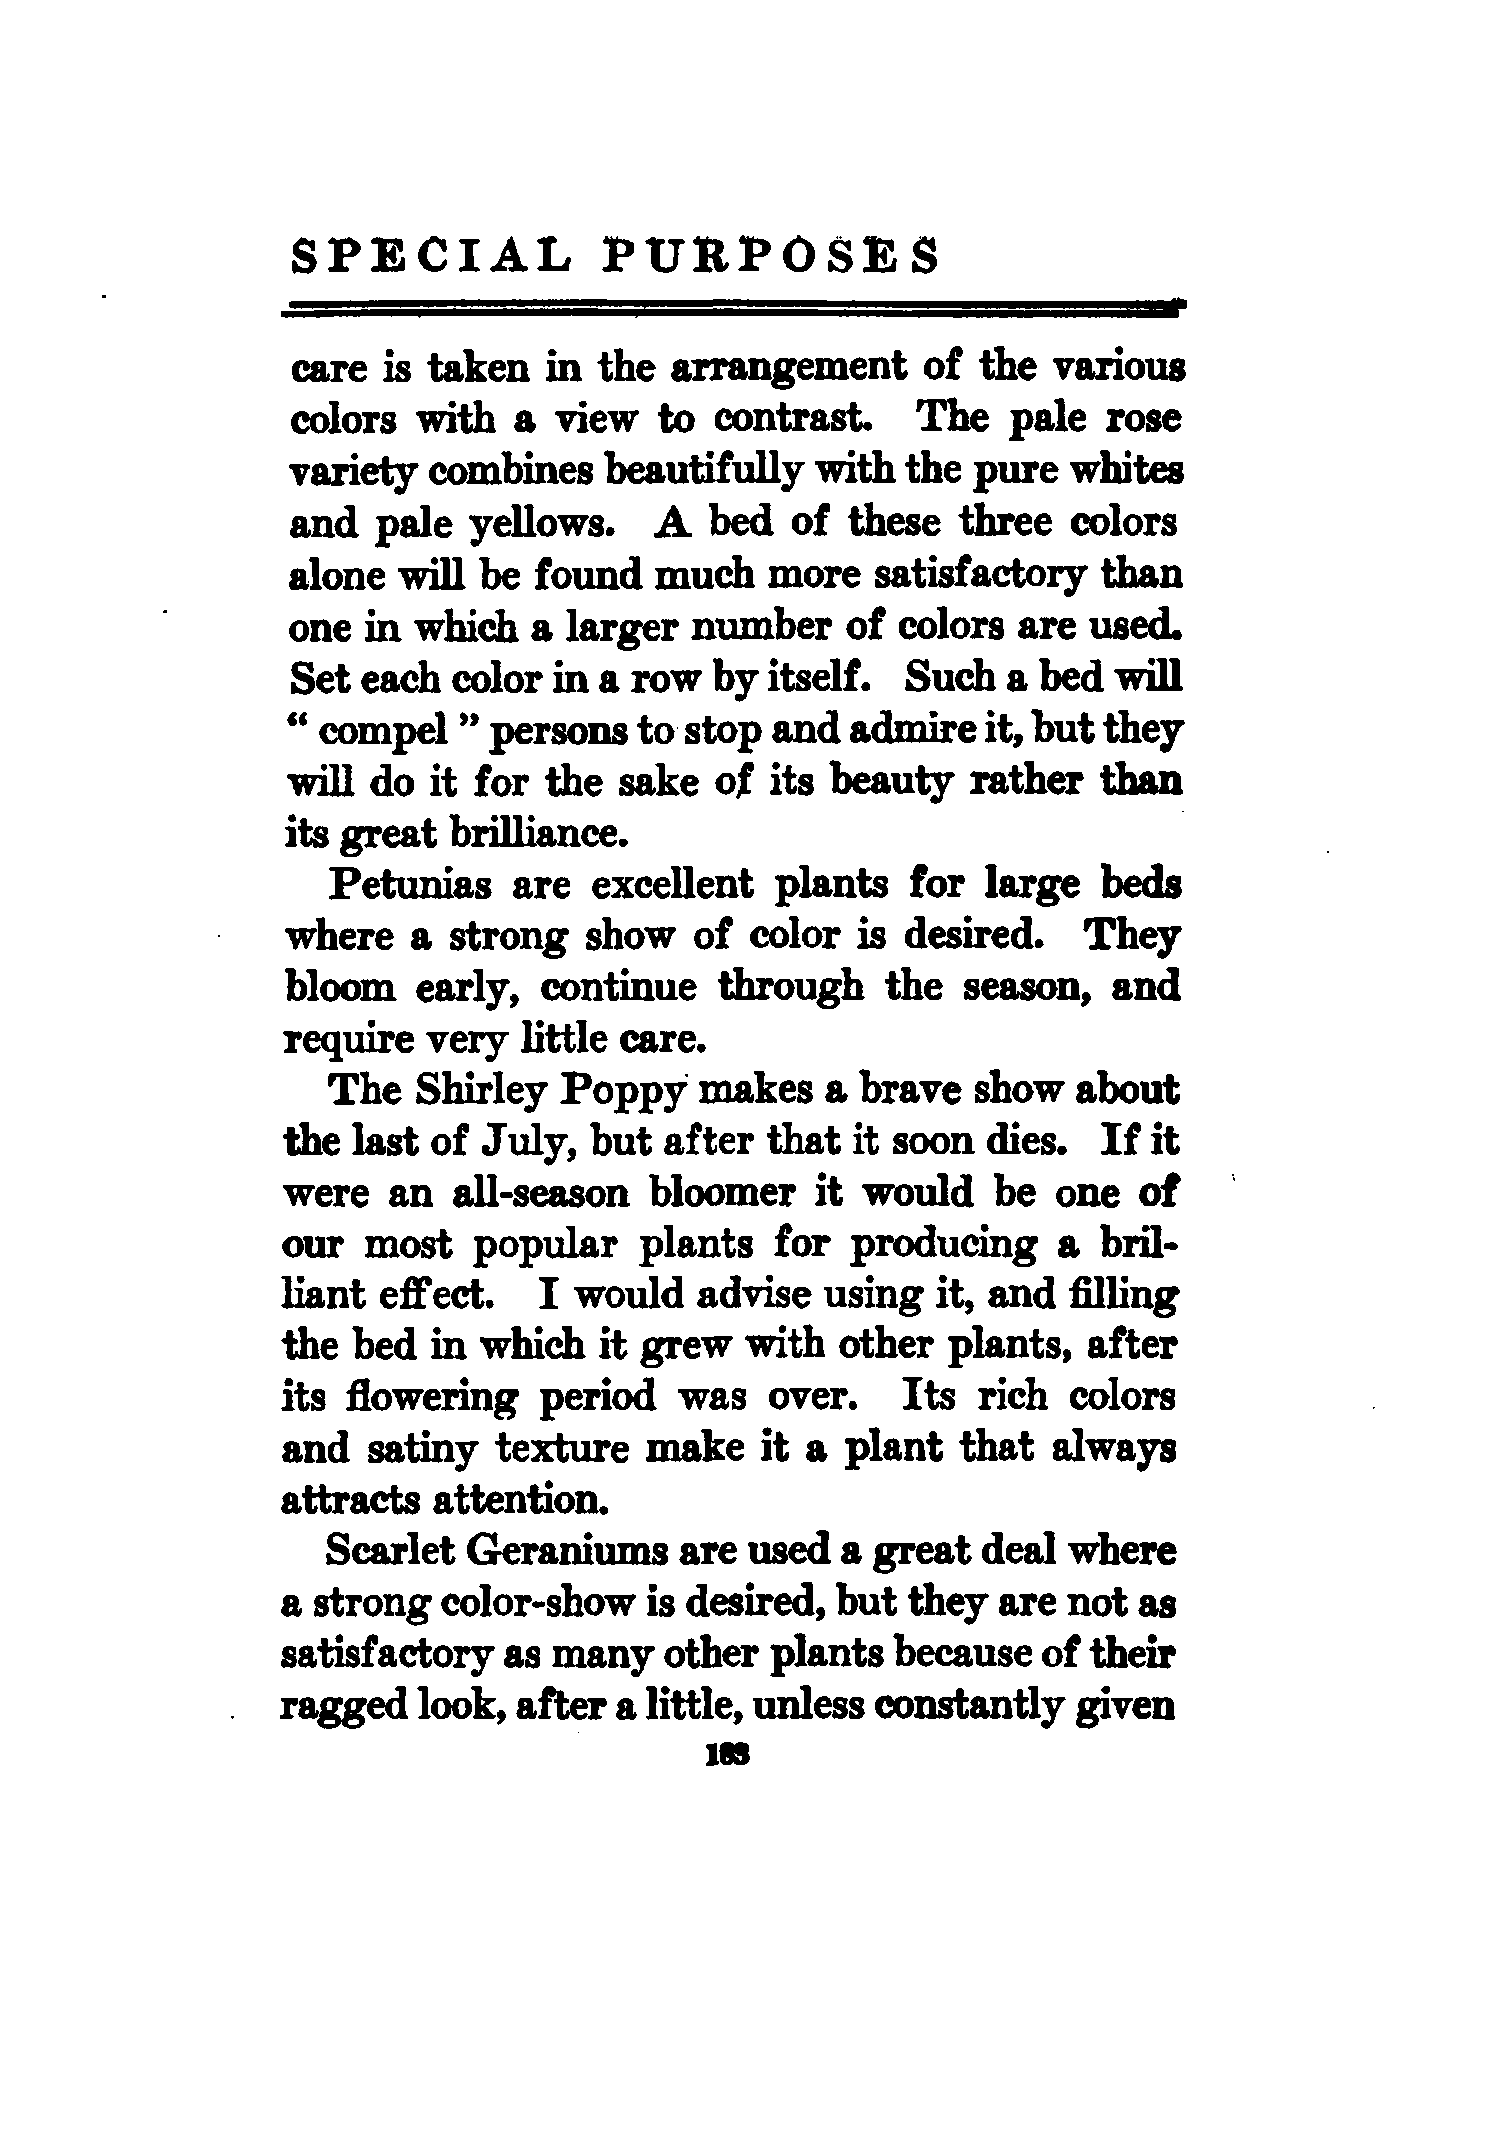 SPECIAL PURPOSES
care is taken in the arrangement of the various
colors with a view to contrast. The pale rose
variety combines beautifully with the pure whites
and pale yellows. A bed of these three colors
alone will be found much more satisfactory than
one in which a larger number of colors are used.
Set each color in a row by itself. Such a bed will
“ compel ” persons to stop and admire it, but they
will do it for the sake of its beauty rather than
its great brilliance.
Petunias are excellent plants for large beds
where a strong show of color is desired. They
bloom early, continue through the season, and
require very little care.
The Shirley Poppy makes a brave show about
the last of July, but after that it soon dies. If it
were an all-season bloomer it would be one of
our most popular plants for producing a bril-
liant effect. I would advise using it, and filling
the bed in which it grew with other plants, after
its flowering period was over. Its rich colors
and satiny texture make it a plant that always
attracts attention.
Scarlet Geraniums are used a great deal where
a strong color-show is desired, but they are not as
satisfactory as many other plants because of their
ragged look, after a little, unless constantly given